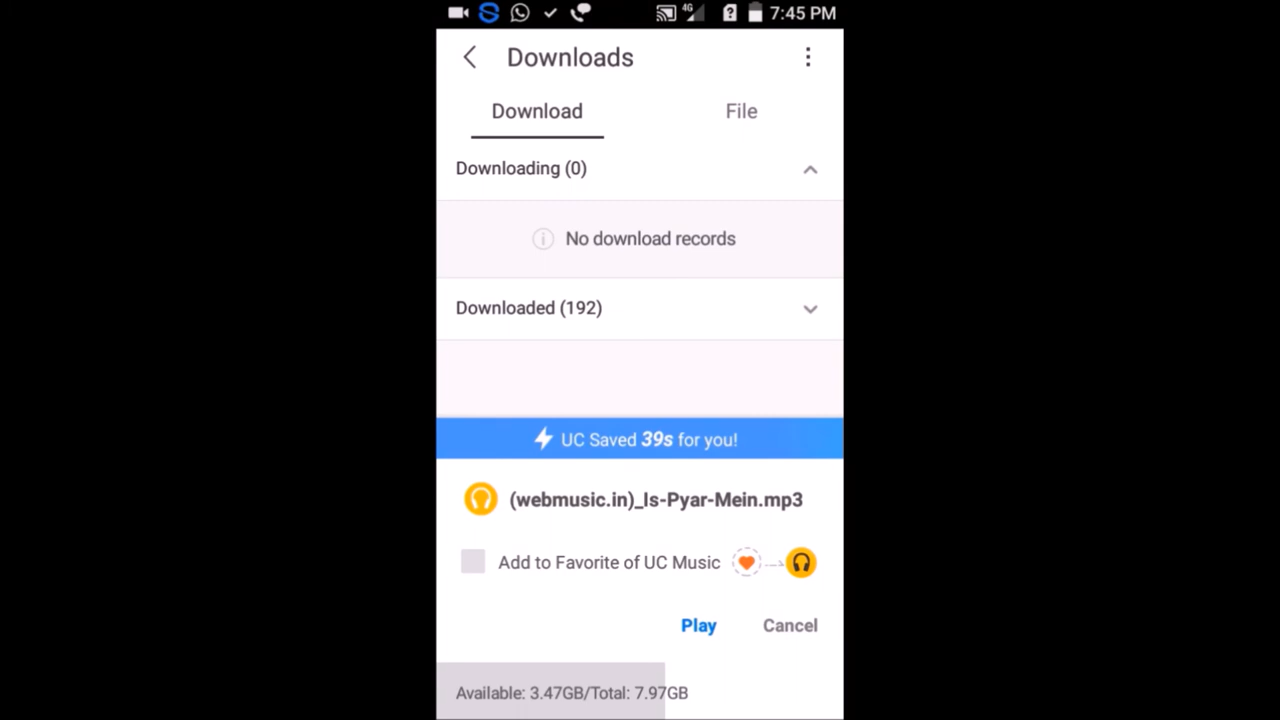 4G 7:45 PM
Downloads
Download File
Downloading (0)
No download records
Downloaded (192)
UC Saved 39s for you!
(webmusic.in)_Is-Pyar-Mein.mp3
Add to Favorite of UC Music
Play Cancel
Available: 3.47GB/Total: 7.97GB